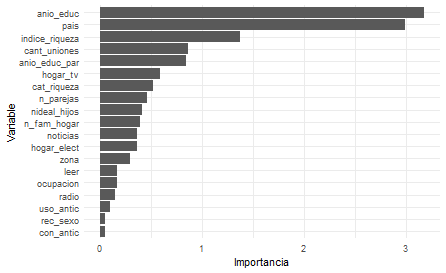 anio_educ
pais
indice_riqueza
cant_uniones
anio_educ_par
hogar_tv
cat_riqueza
n_parejas
nideal_hijos
n_fam_hogar
noticias
hogar_elect
zona
leer
ocupacion
radio
uso_antic
rec_sexo
con_antic
Variable
0 1 2 3
Importancia